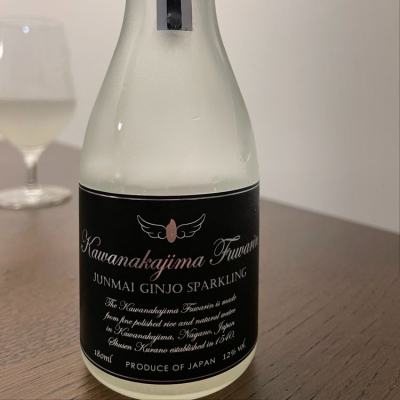 Kawanakajima Fuwarin
JUNMAI GINJO SPARKLING
The Kawanakajima Fuwarin is made
from fine polished rice and natural water
in Kawanakajima, Nagano, Japan.
Shusen Kurano established in 1540.
180ml
PRODUCE OF JAPAN
12% vol.